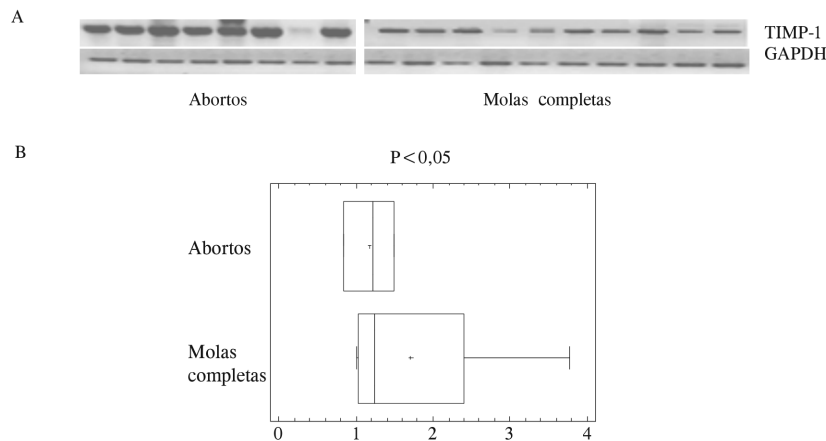 A
TIMP-1
GAPDH
Abortos Molas completas
B
P<0,05
Abortos
Molas
completas
0 1 2 3 4